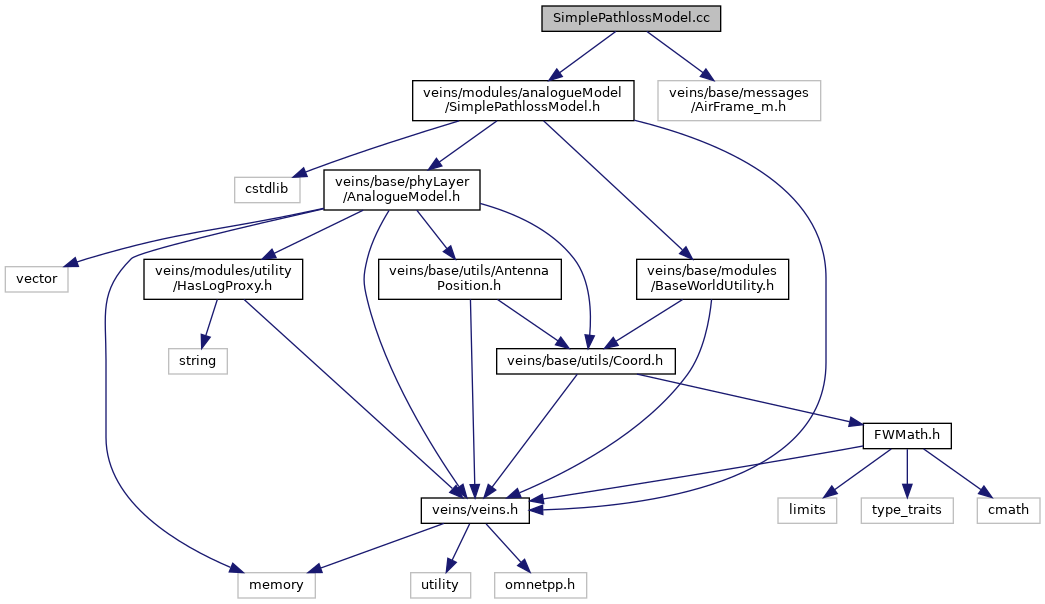 SimplePathlossModel.cc
veins/modules/analogueModel
/SimplePathlossModel.h
veins/base/messages
/AirFrame_m.h
cstdlib
veins/base/phyLayer
/AnalogueModel.h
vector
veins/modules/utility
/HasLogProxy.h
veins/base/utils/Antenna
Position.h
veins/base/modules
/BaseWorldUtility.h
string
veins/base/utils/Coord.h
FWMath.h
veins/veins.h
limits
type_traits
cmath
memory
utility
omnetpp.h